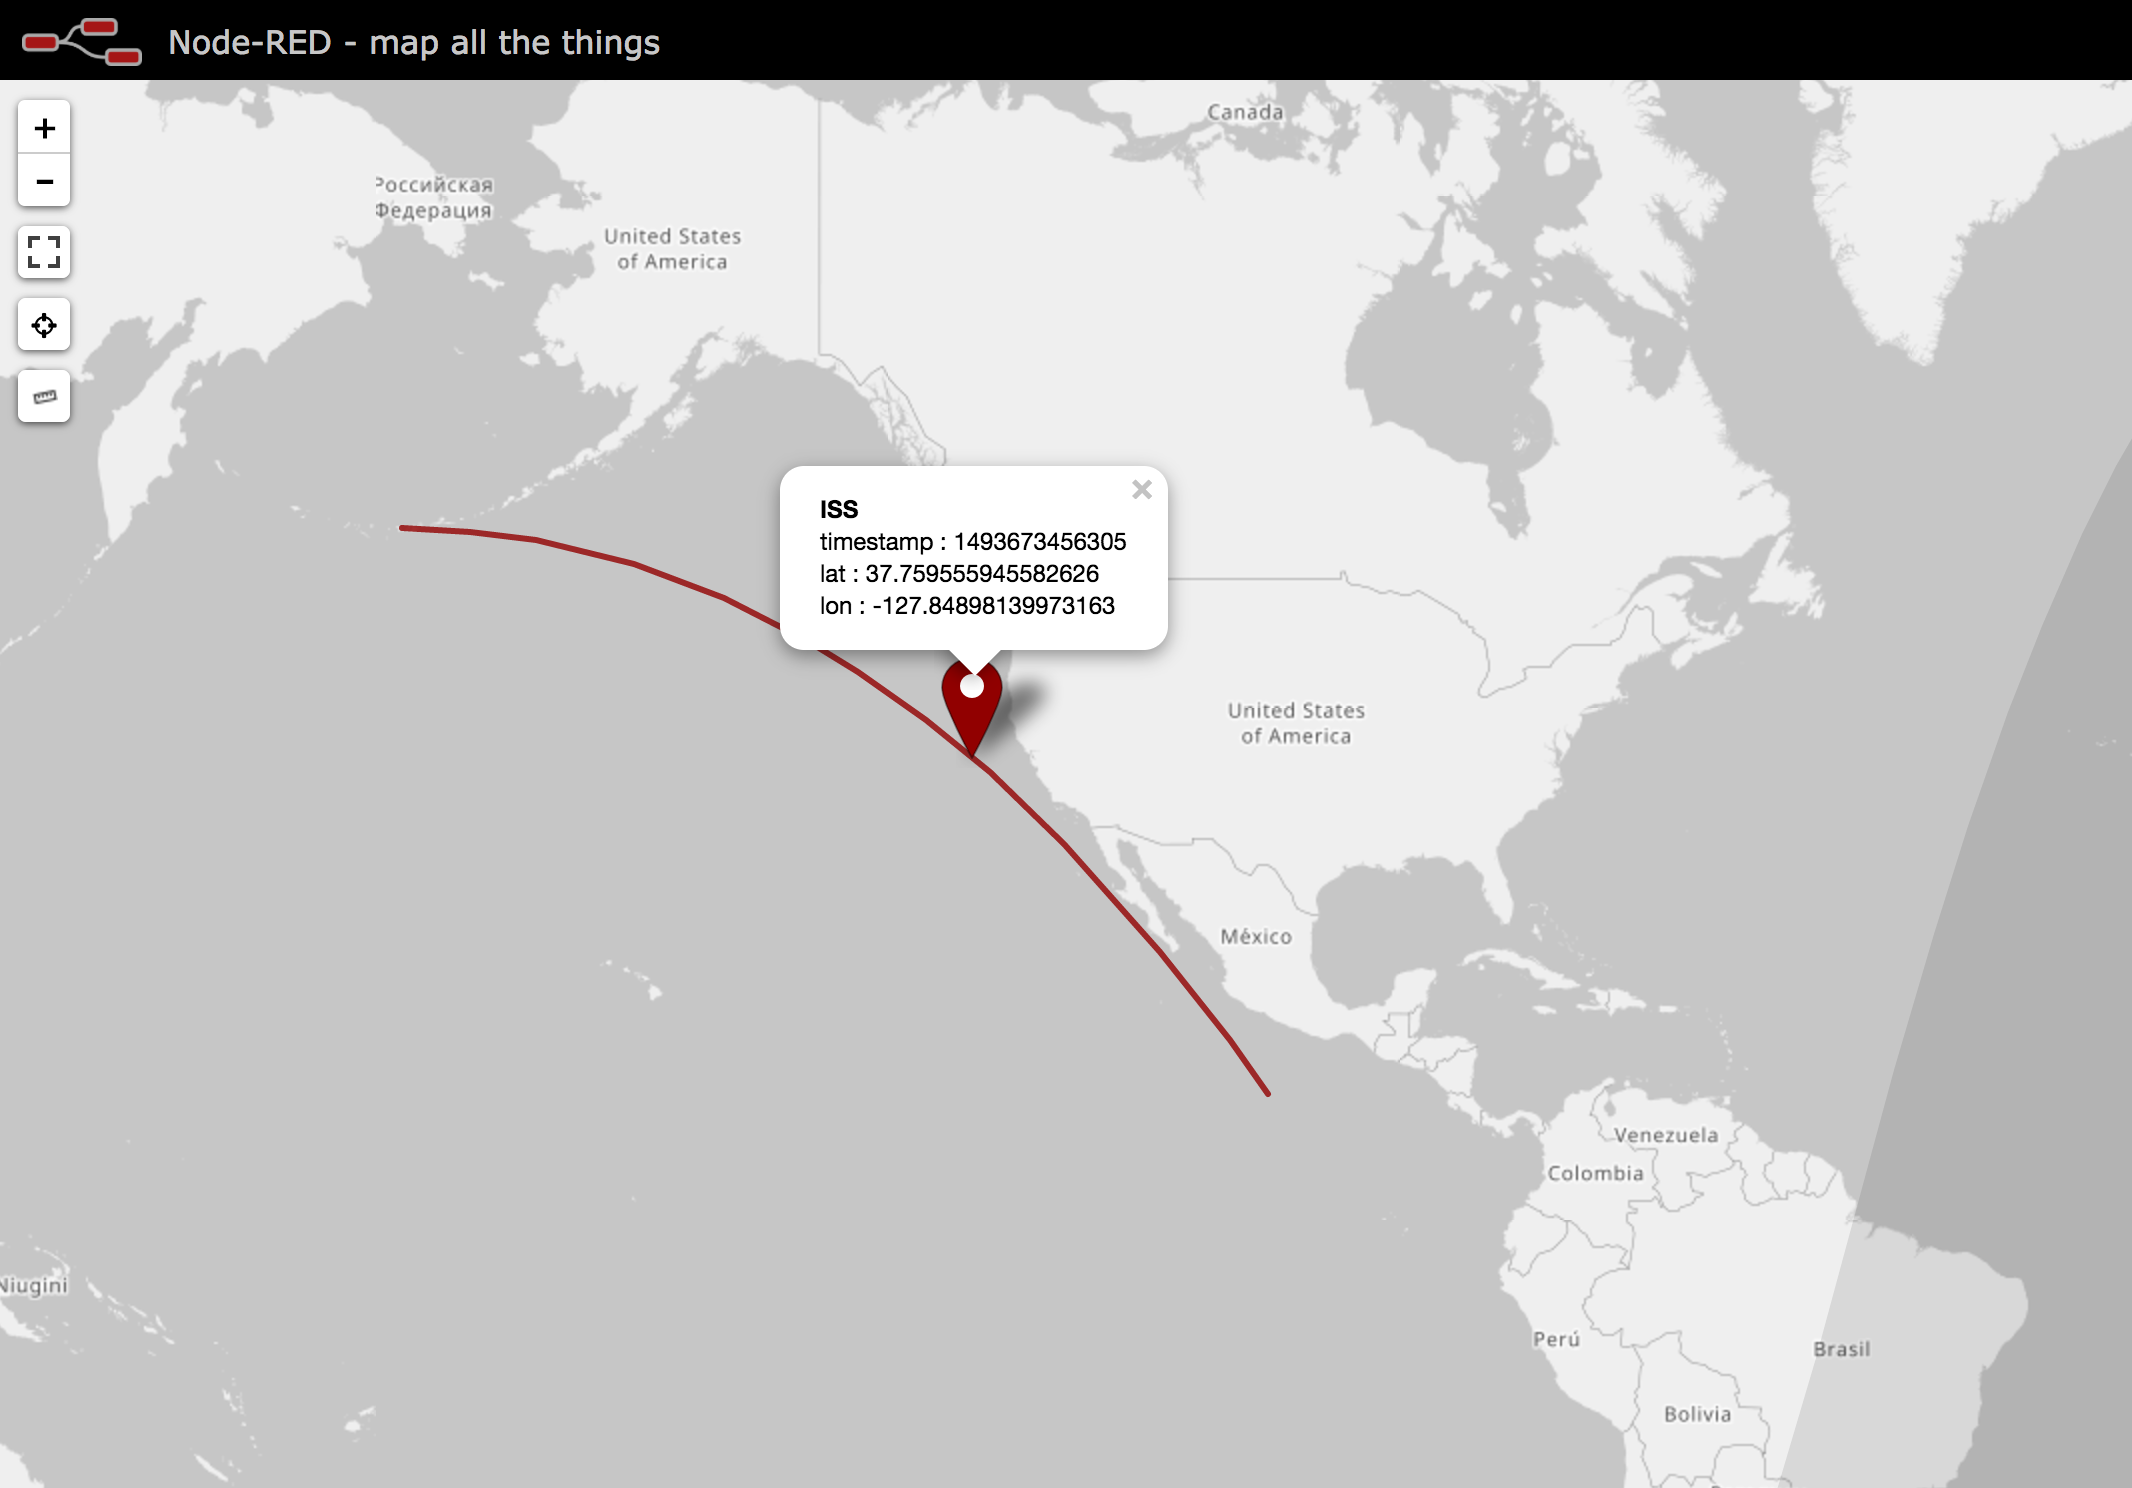 Node-RED - map all the things
+
−
Canada
Российская
Федерация
United States
of America
×
ISS
timestamp : 1493673456305
lat : 37.759555945582626
lon : -127.84898139973163
United States
of America
México
Venezuela
Colombia
Niugini
Perú
Brasil
Bolivia